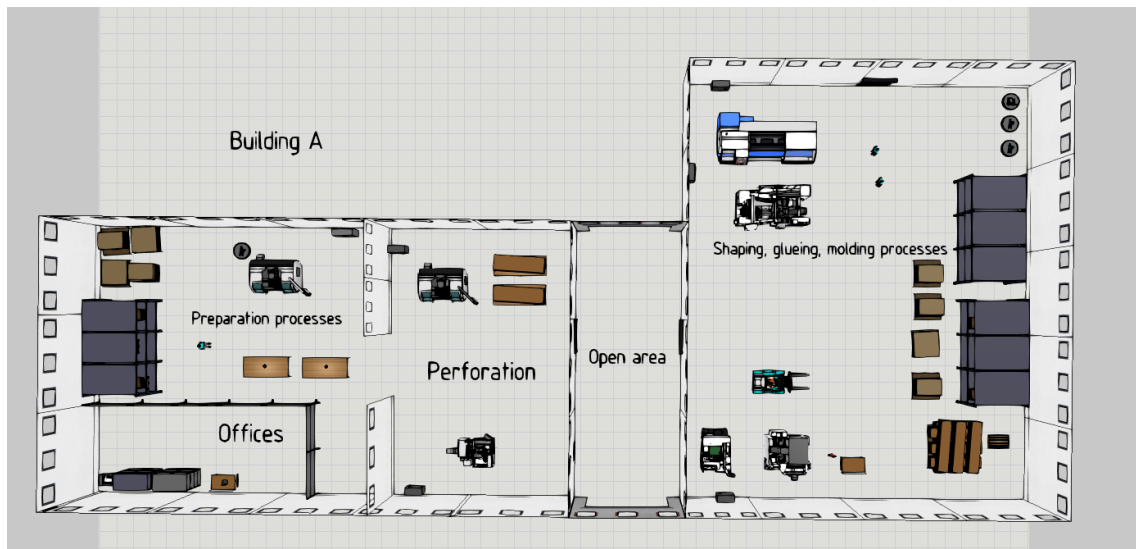 Building A
Shaping, glueing, molding processes
Preparation processes
Open area
Perforation
Offices